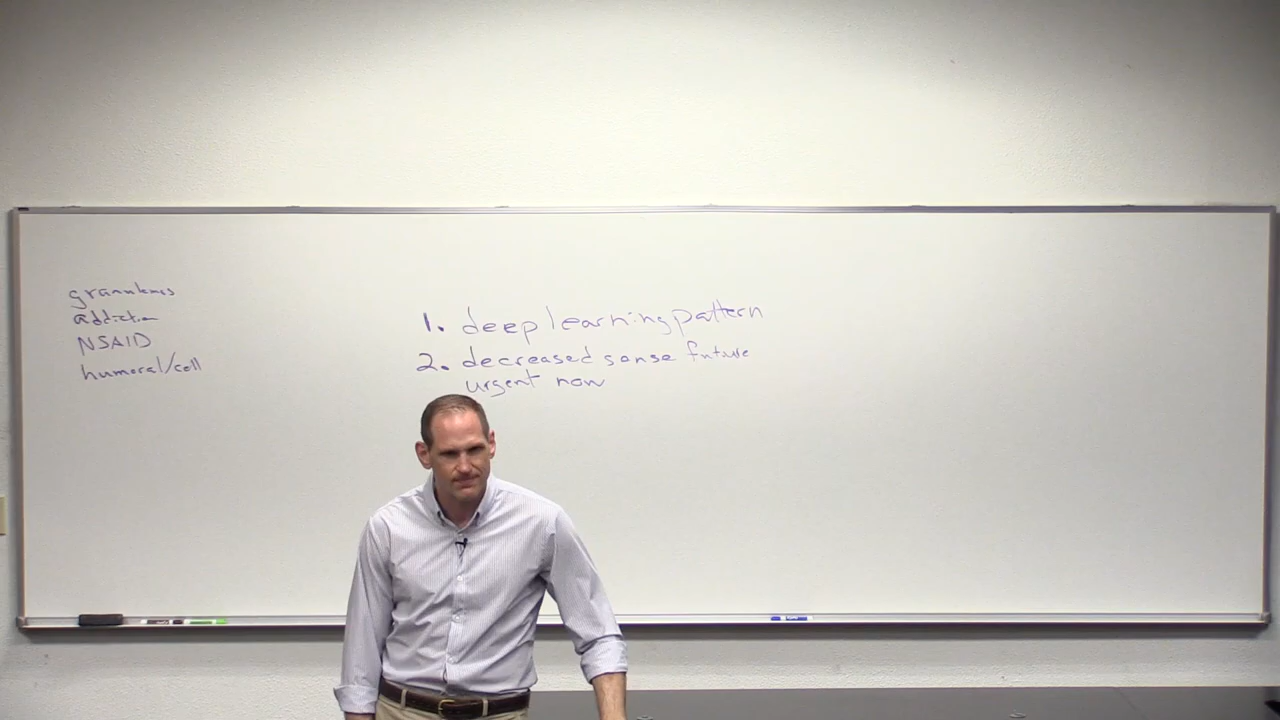 granulomas
addiction
NSAID
humoral/cell
1. deep learning pattern
2. decreased sense future
urgent now